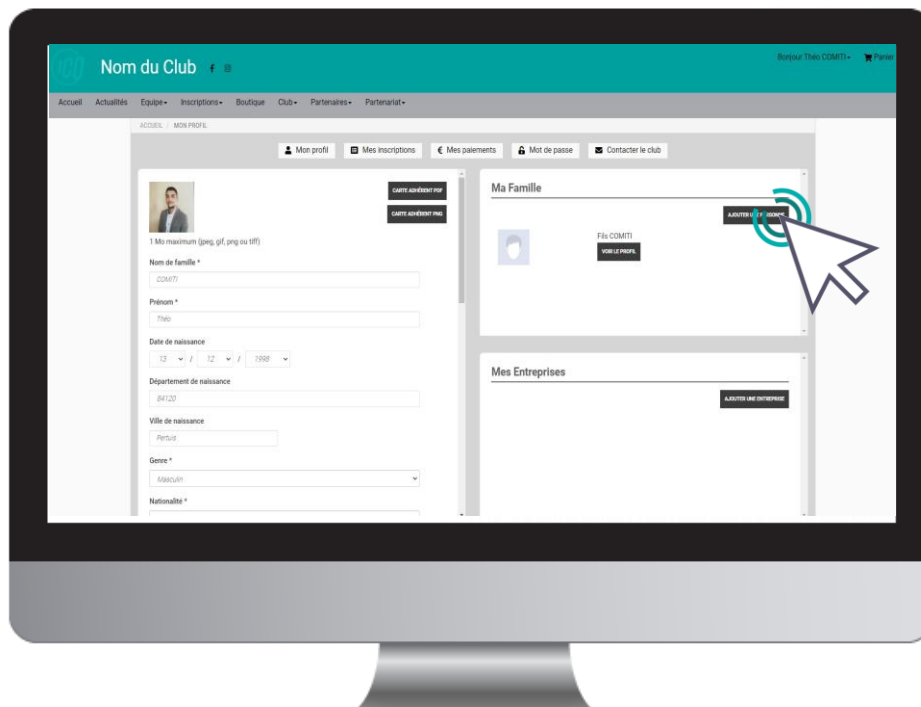 Nom du Club
Bonjour Théo COMITI
Panier
Accueil Actualités Equipe Inscriptions Boutique Club Partenaires Partenariat
ACCUEIL / MON PROFIL
Mon profil Mes inscriptions € Mes paiements Mot de passe Contacter le club
CARTE ADHÉRENT PDF
CARTE ADHÉRENT PNG
1 Mo maximum (jpeg, gif, png ou tiff)
Nom de famille *
COMITI
Prénom *
Théo
Date de naissance
13 / 12 / 1998
Département de naissance
84120
Ville de naissance
Pertuis
Genre *
Masculin
Nationalité *
Ma Famille
AJOUTER UNE PERSONNE
Fils COMITI
VOIR LE PROFIL
Mes Entreprises
AJOUTER UNE ENTREPRISE